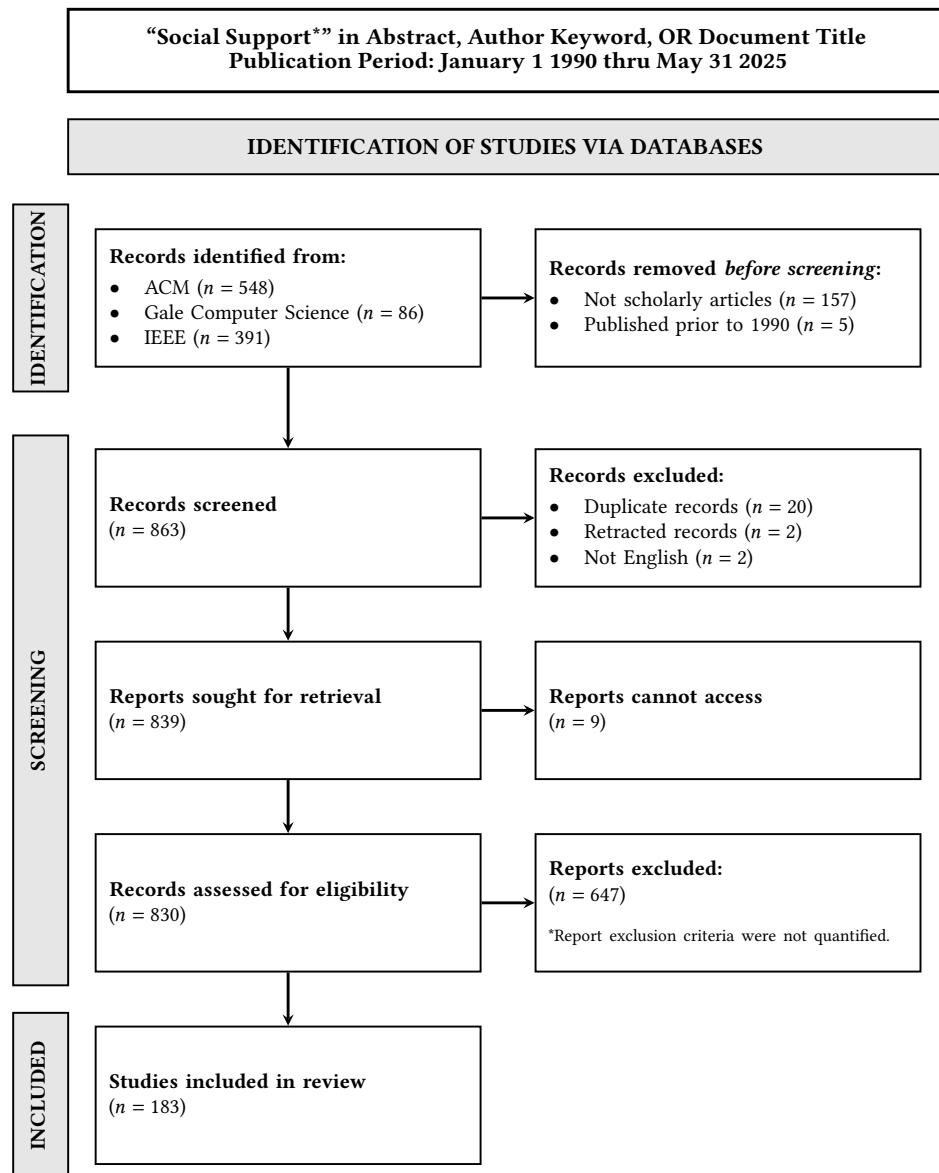 “Social Support*” in Abstract, Author Keyword, OR Document Title
Publication Period: January 1 1990 thru May 31 2025
IDENTIFICATION OF STUDIES VIA DATABASES
IDENTIFICATION
Records identified from:
● ACM (n = 548)
● Gale Computer Science (n = 86)
● IEEE (n = 391)
Records removed before screening:
● Not scholarly articles (n = 157)
● Published prior to 1990 (n = 5)
SCREENING
Records screened
(n = 863)
Records excluded:
● Duplicate records (n = 20)
● Retracted records (n = 2)
● Not English (n = 2)
Reports sought for retrieval
(n = 839)
Reports cannot access
(n = 9)
Records assessed for eligibility
(n = 830)
Reports excluded:
(n = 647)
*Report exclusion criteria were not quantified.
INCLUDED
Studies included in review
(n = 183)